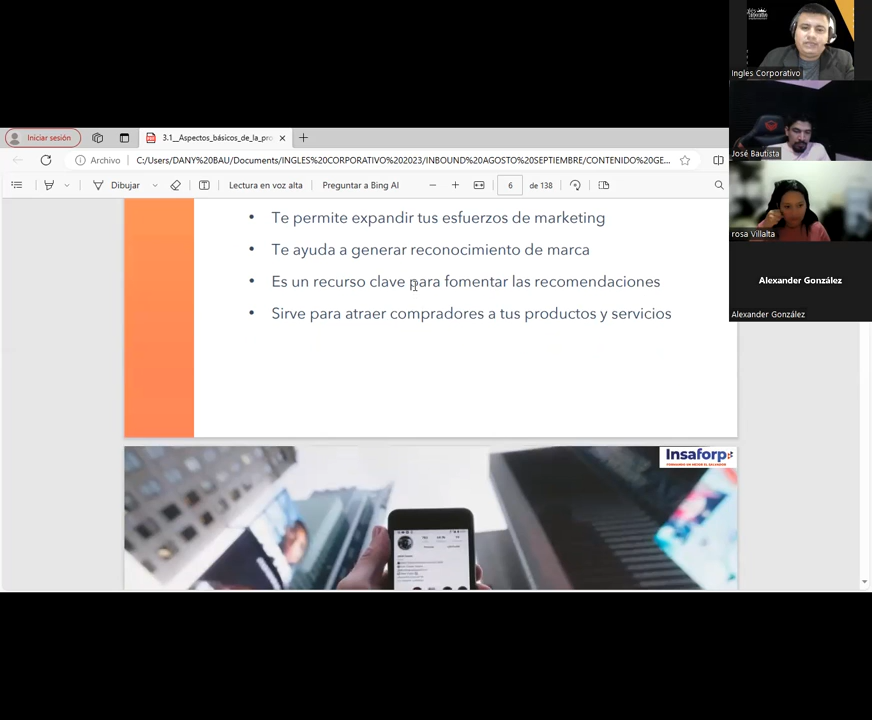 Iniciar sesión
3.1__Aspectos_básicos_de_la_pro
Archivo
C:/Users/DANY%20BAU/Documents/INGLES%20CORPORATIVO%202023/INBOUND%20AGOSTO%20SEPTIEMBRE/CONTENIDO%20GE...
Dibujar
Lectura en voz alta
Preguntar a Bing AI
6
de 138
• Te permite expandir tus esfuerzos de marketing
• Te ayuda a generar reconocimiento de marca
• Es un recurso clave para fomentar las recomendaciones
• Sirve para atraer compradores a tus productos y servicios
Insaforp
Ingles Corporativo
José Bautista
rosa Villalta
Alexander González
Alexander González